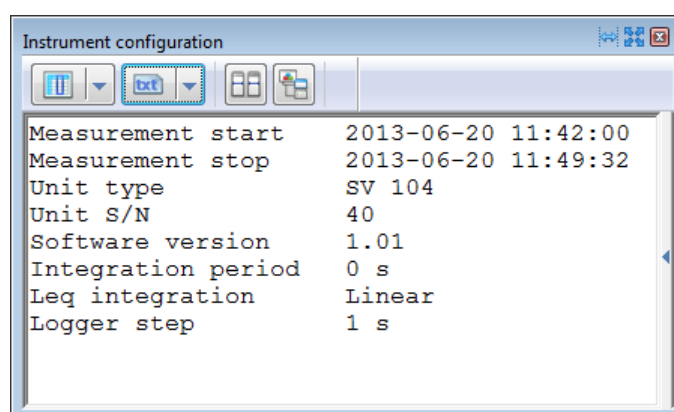 Instrument configuration
txt
Measurement start 2013-06-20 11:42:00
Measurement stop 2013-06-20 11:49:32
Unit type SV 104
Unit S/N 40
Software version 1.01
Integration period 0 s
Leq integration Linear
Logger step 1 s